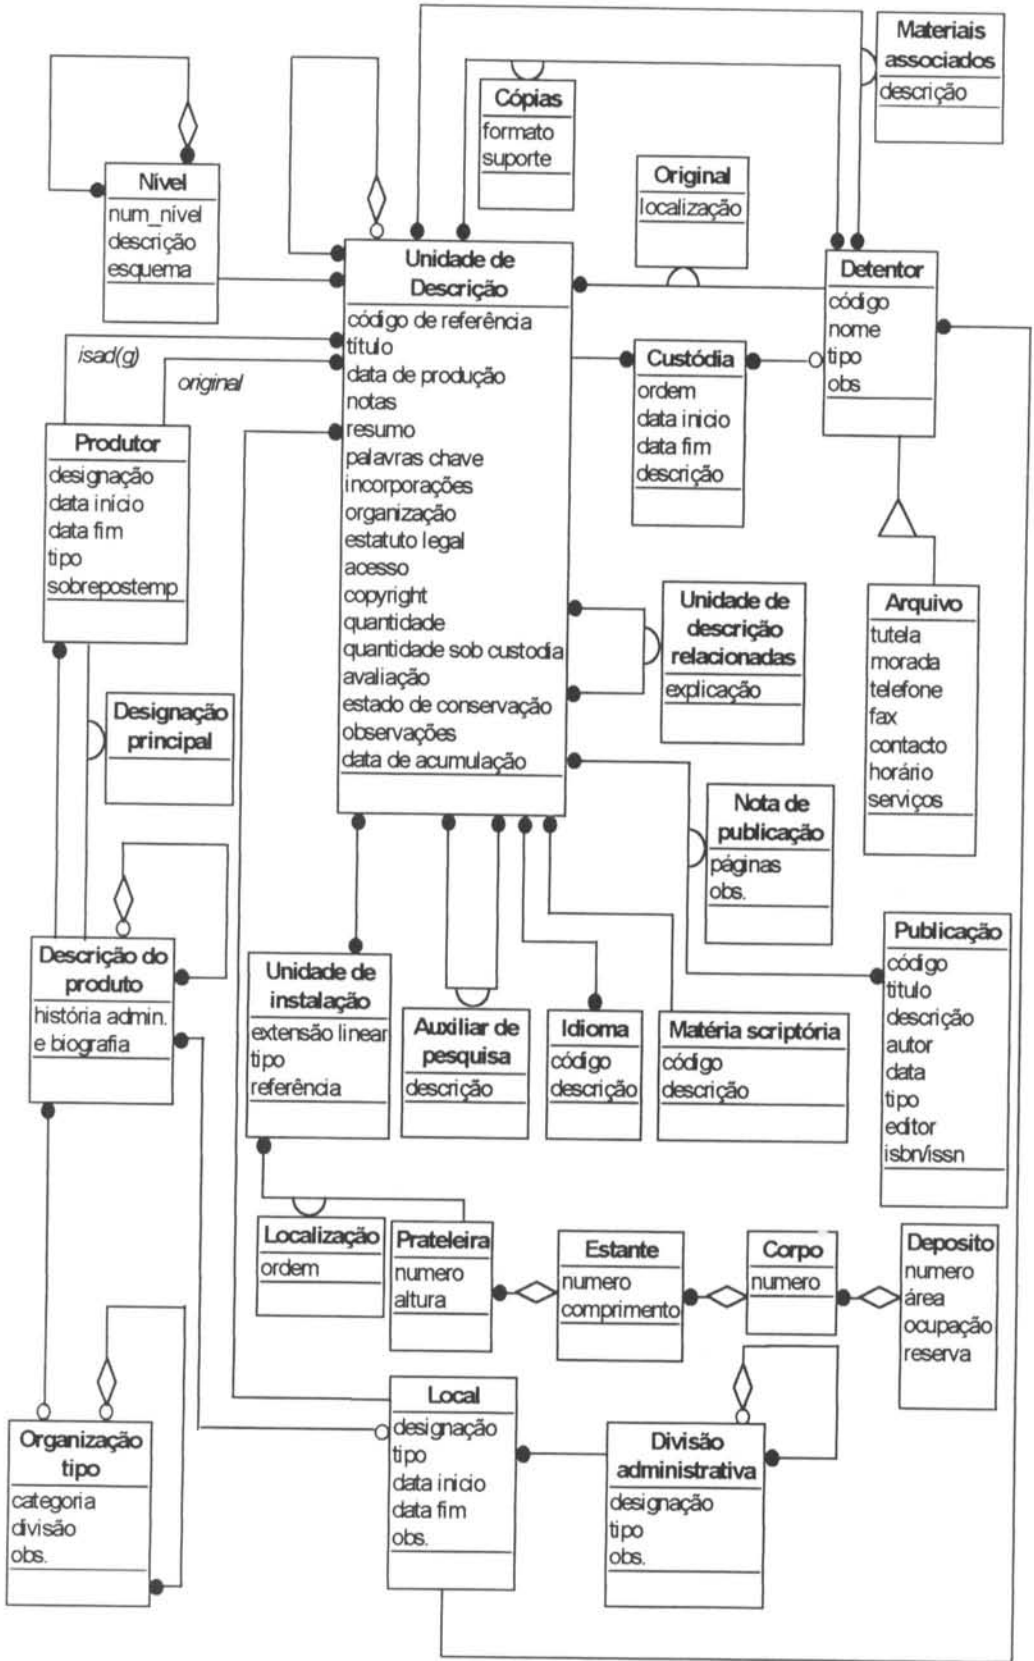 Materiais
associados
descrição
Cópias
formato
suporte
Original
localização
Nível
num_nível
descrição
esquema
Unidade de
Descrição
código de referência
título
data de produção
notas
resumo
palavras chave
incorporações
organização
estatuto legal
acesso
copyright
quantidade
quantidade sob custodia
avaliação
estado de conservação
observações
data de acumulação
Detentor
código
nome
tipo
obs
isad(g)
original
Custódia
ordem
data inicio
data fim
descrição
Produtor
designação
data início
data fim
tipo
sobrepostemp
Unidade de
descrição
relacionadas
explicação
Arquivo
tutela
morada
telefone
fax
contacto
horário
serviços
Designação
principal
Nota de
publicação
páginas
obs.
Descrição do
produto
história admin.
e biografia
Unidade de
instalação
extensão linear
tipo
referência
Auxiliar de
pesquisa
descrição
Idioma
código
descrição
Matéria scriptória
código
descrição
Publicação
código
titulo
descrição
autor
data
tipo
editor
isbn/issn
Localização
ordem
Prateleira
numero
altura
Estante
numero
comprimento
Corpo
numero
Deposito
numero
área
ocupação
reserva
Organização
tipo
categoria
divisão
obs.
Local
designação
tipo
data inicio
data fim
obs.
Divisão
administrativa
designação
tipo
obs.